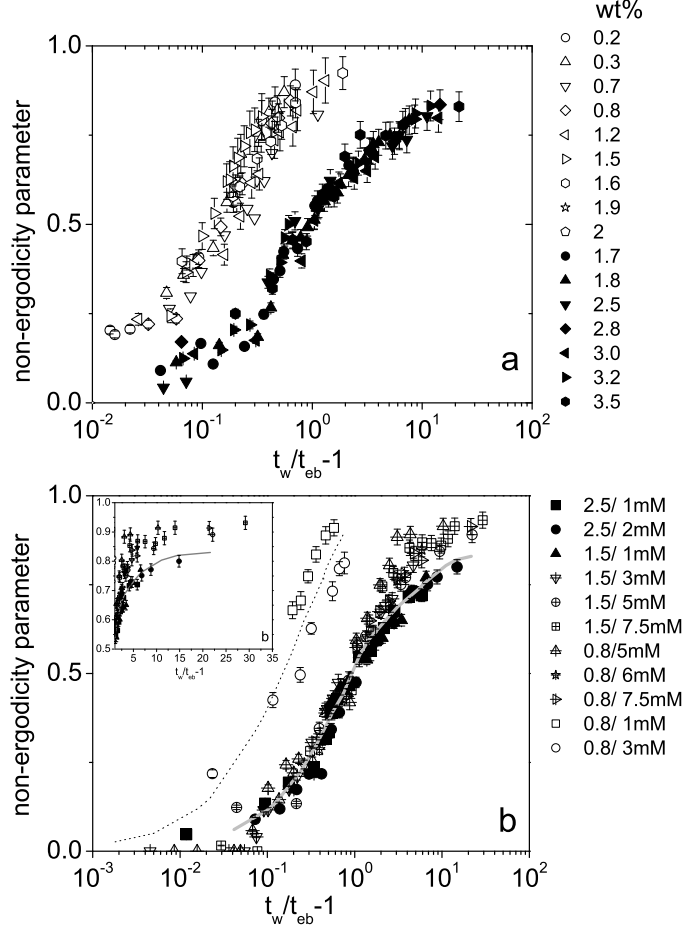 wt%
0.2
0.3
0.7
0.8
1.2
1.5
1.6
1.9
2
1.7
1.8
2.5
2.8
3.0
3.2
3.5
non-ergodicity parameter
1.0
0.5
0.0
a
10⁻² 10⁻¹ 10⁰ 10¹ 10²
t_w/t_eb-1
2.5/ 1mM
2.5/ 2mM
1.5/ 1mM
1.5/ 3mM
1.5/ 5mM
1.5/ 7.5mM
0.8/5mM
0.8/ 6mM
0.8/ 7.5mM
0.8/ 1mM
0.8/ 3mM
non-ergodicity parameter
1.0
0.5
0.0
1.0
0.9
0.8
0.7
0.6
0.5
b
5 10 15 20 25 30 35
t_w/t_eb-1
b
10⁻³ 10⁻² 10⁻¹ 10⁰ 10¹ 10²
t_w/t_eb-1